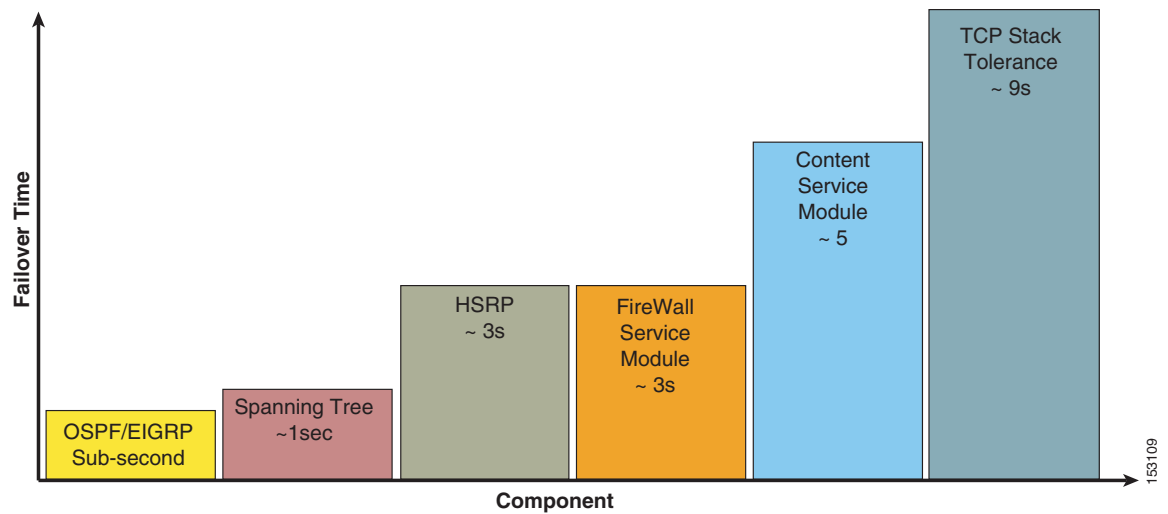 Failover Time
OSPF/EIGRP
Sub-second
Spanning Tree
~1sec
HSRP
~ 3s
FireWall
Service
Module
~ 3s
Content
Service
Module
~ 5
TCP Stack
Tolerance
~ 9s
Component
153109